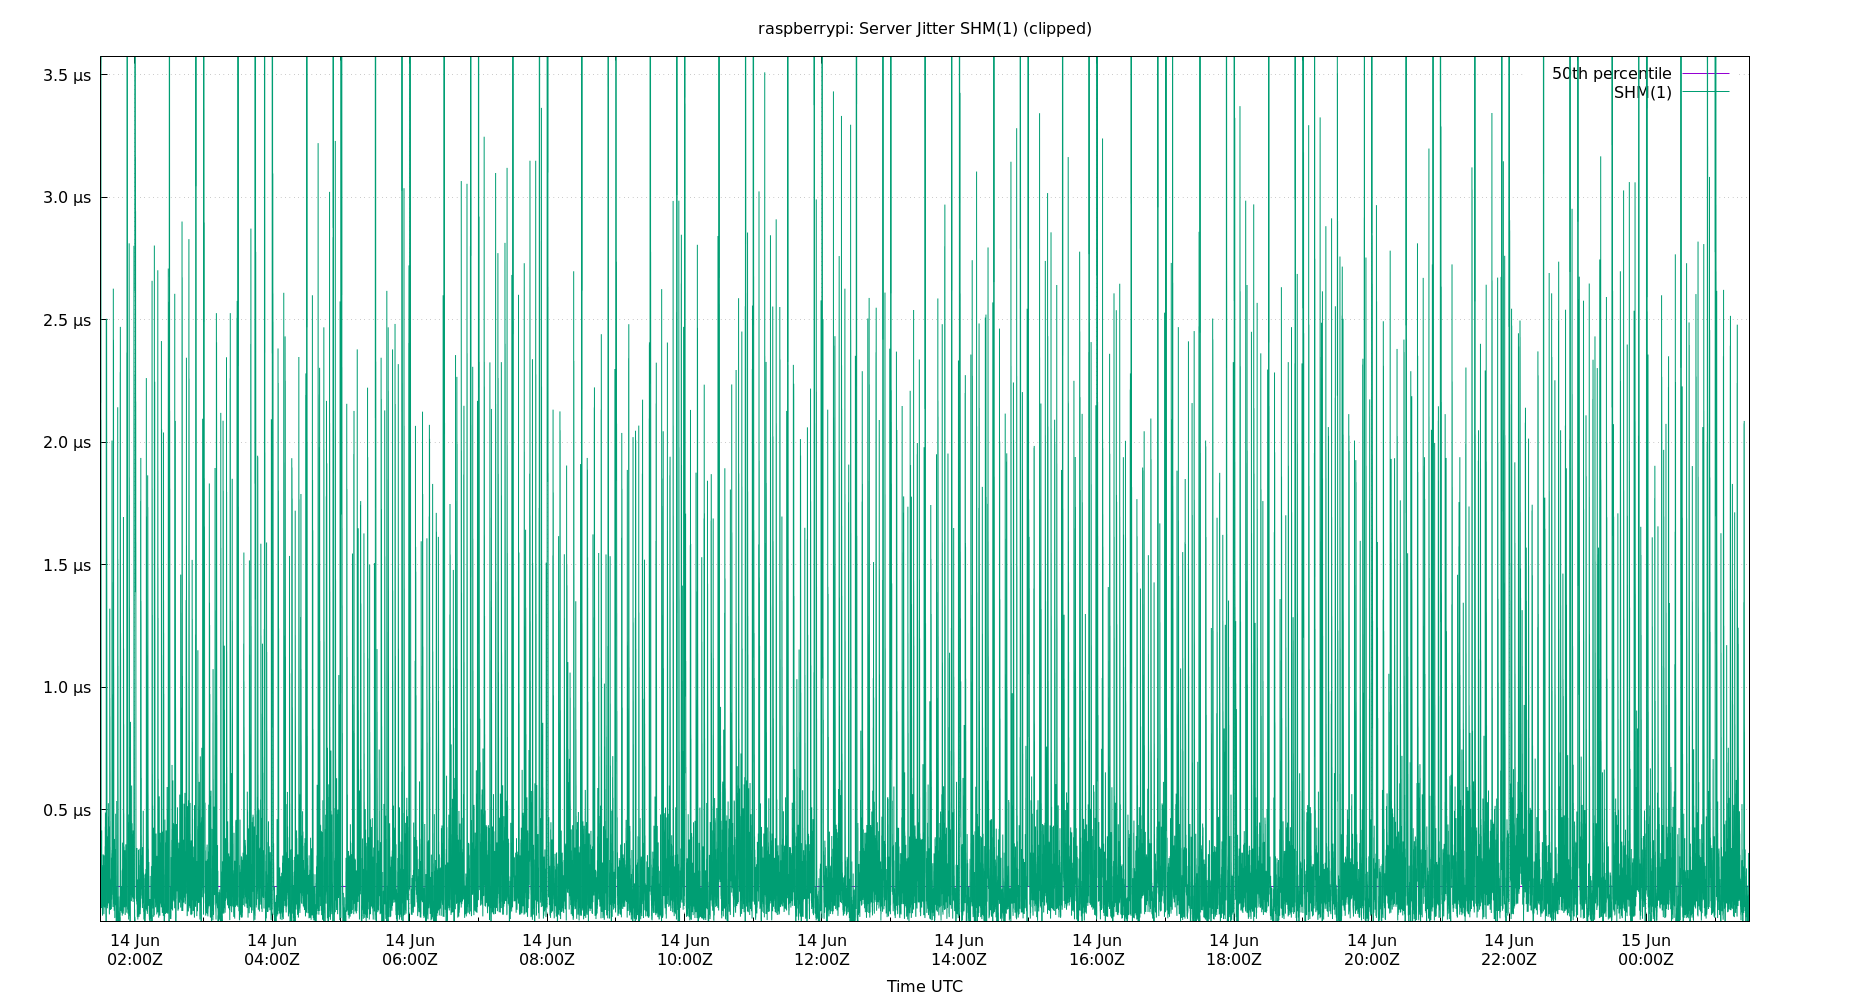 raspberrypi: Server Jitter SHM(1) (clipped)
3.5 µs
50th percentile
SHM(1)
3.0 µs
2.5 µs
2.0 µs
1.5 µs
1.0 µs
0.5 µs
14 Jun 14 Jun 14 Jun 14 Jun 14 Jun 14 Jun 14 Jun 14 Jun 14 Jun 14 Jun 14 Jun 15 Jun
02:00Z 04:00Z 06:00Z 08:00Z 10:00Z 12:00Z 14:00Z 16:00Z 18:00Z 20:00Z 22:00Z 00:00Z
Time UTC